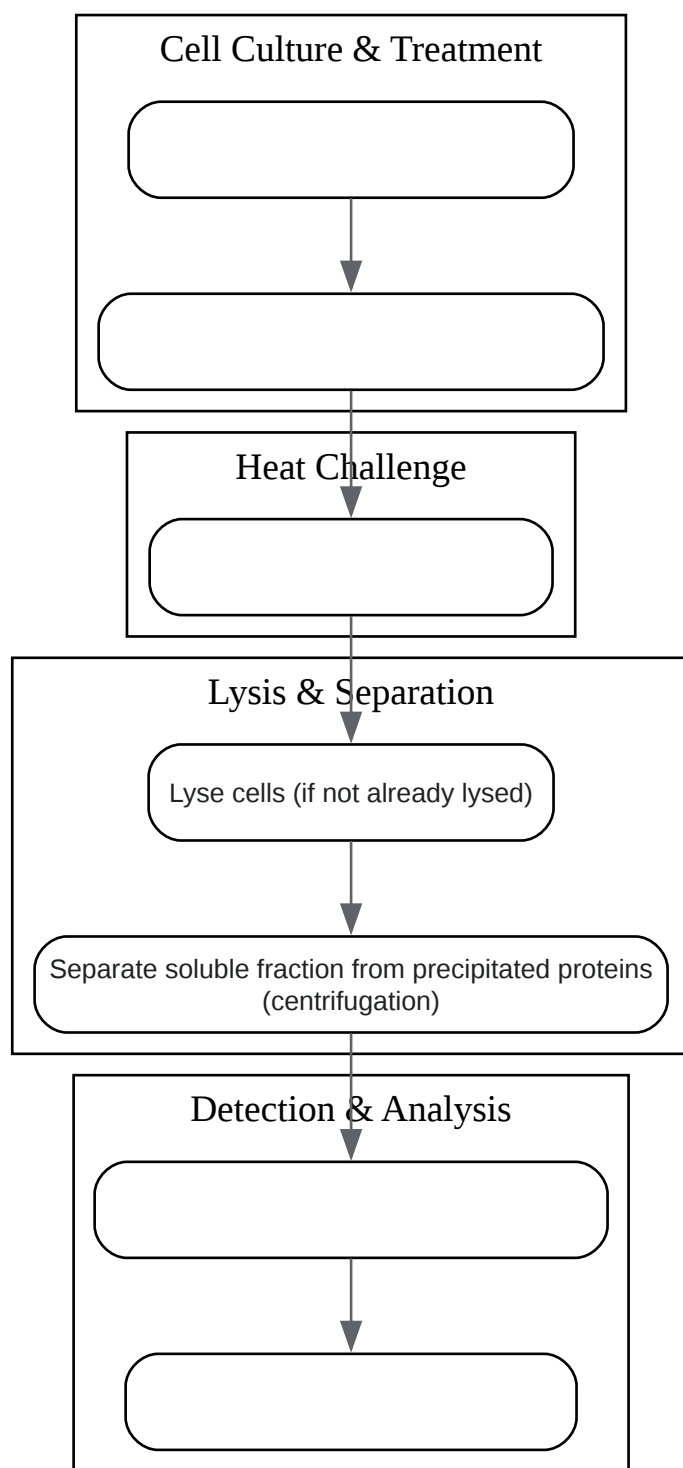 Cell Culture & Treatment
Heat Challenge
Lysis & Separation
Lyse cells (if not already lysed)
Separate soluble fraction from precipitated proteins
(centrifugation)
Detection & Analysis